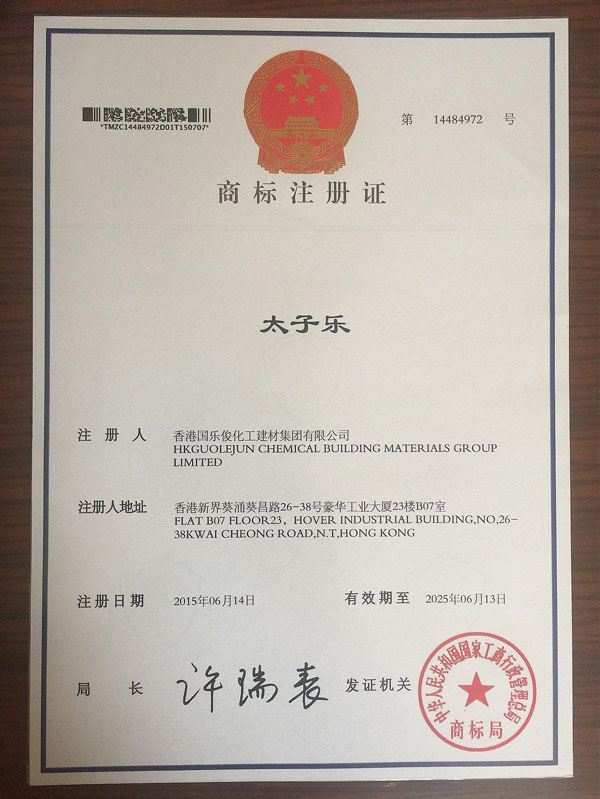 *TMZC14484972D01T150707*
第 14484972 号
商标注册证
太子乐
注册人 香港国乐俊化工建材集团有限公司
HKGUOLEJUN CHEMICAL BUILDING MATERIALS GROUP
LIMITED
注册人地址 香港新界葵涌葵昌路26-38号豪华工业大厦23楼B07室
FLAT B07 FLOOR23，HOVER INDUSTRIAL BUILDING,NO,26-
38KWAI CHEONG ROAD,N.T,HONG KONG
注册日期 2015年06月14日 有效期至 2025年06月13日
局长 许瑞表 发证机关
中华人民共和国国家工商行政管理总局
商标局